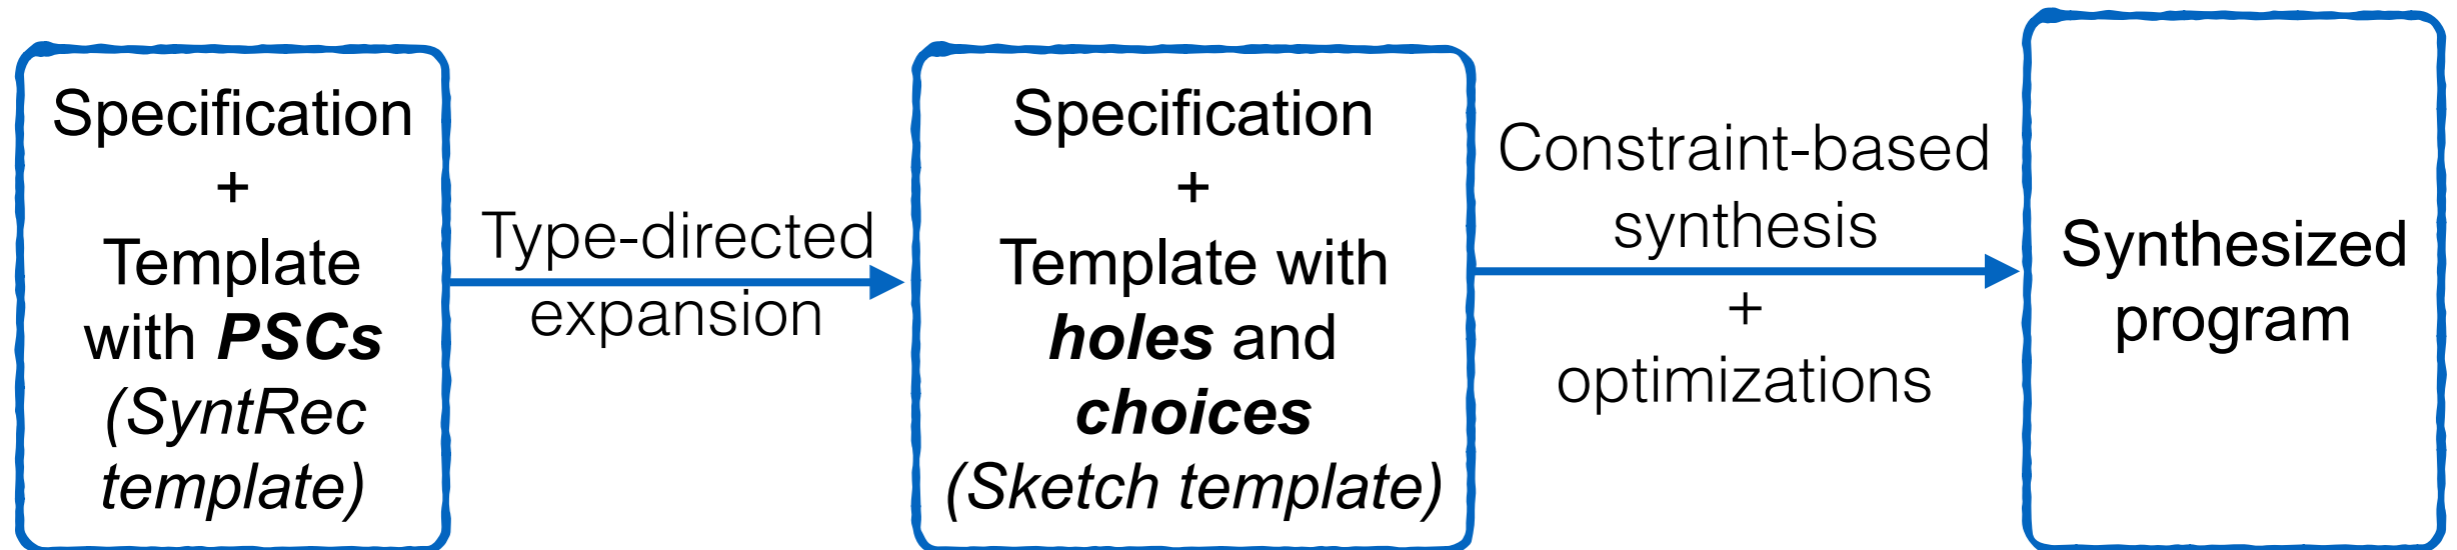 Specification
+
Template
with PSCs
(SyntRec
template)
Type-directed
expansion
Specification
+
Template with
holes and
choices
(Sketch template)
Constraint-based
synthesis
+
optimizations
Synthesized
program